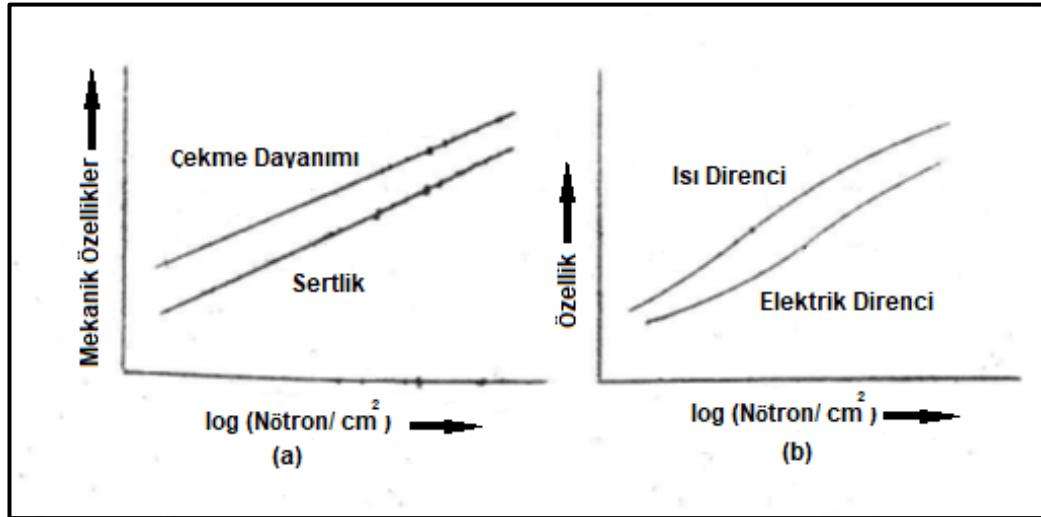 Mekanik Özellikler
Çekme Dayanımı
Sertlik
log (Nötron/ cm²)
(a)
Özellik
Isı Direnci
Elektrik Direnci
log (Nötron/ cm²)
(b)